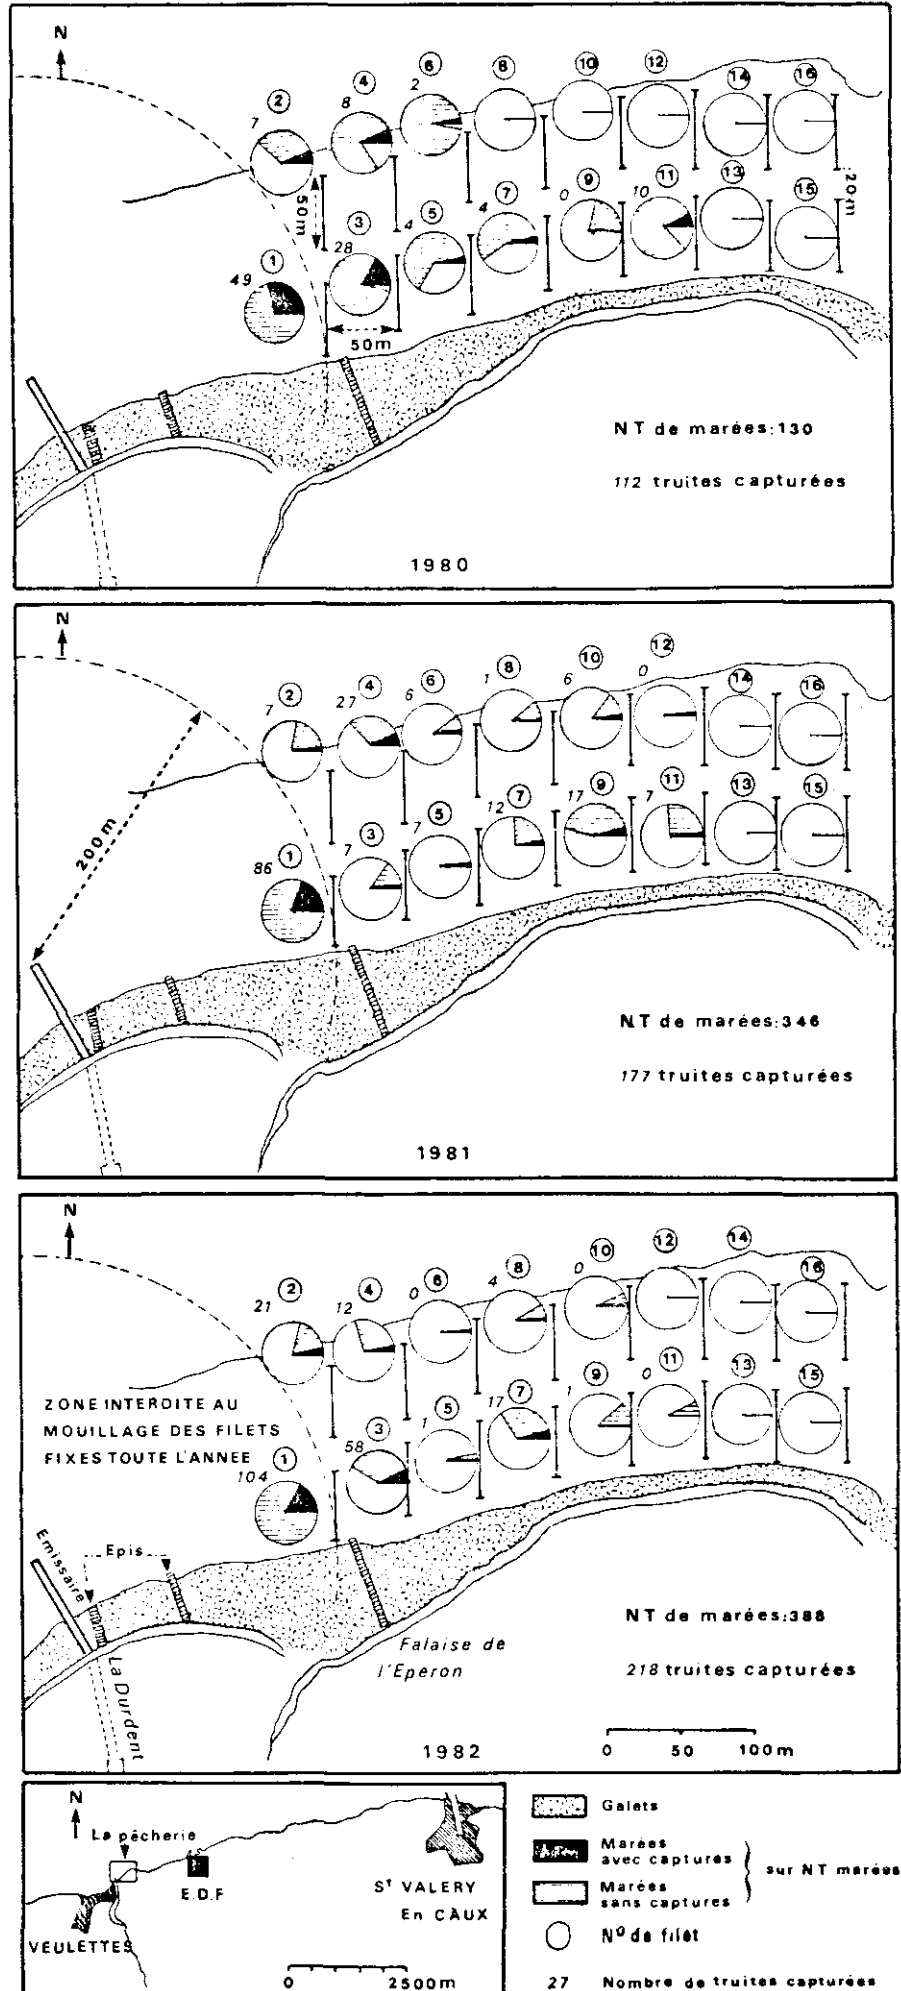 N
2 4 6 8 10 12 14 16
7 8 2
1 3 5 7 9 11 13 15
49 28 4 4 0 10
50m
20m
50m
NT de marées:130
112 truites capturées
1980
N
2 4 6 8 10 12 14 16
7 27 6 1 6 0
1 3 5 7 9 11 13 15
86 7 7 12 17 7
200m
NT de marées:346
177 truites capturées
1981
N
2 4 6 8 10 12 14 16
21 12 0 4 0
1 3 5 7 9 11 13 15
104 58 1 17 1 0
ZONE INTERDITE AU
MOUILLAGE DES FILETS
FIXES TOUTE L'ANNEE
Emissaire
Epis
La Durdent
Falaise de
l'Eperon
NT de marées:388
218 truites capturées
1982
0 50 100m
N
La pêcherie
E.D.F
St VALERY
En CAUX
VEULETTES
0 2500m
Galets
Marées
avec captures
Marées
sans captures
sur NT marées
No de filet
27 Nombre de truites capturées